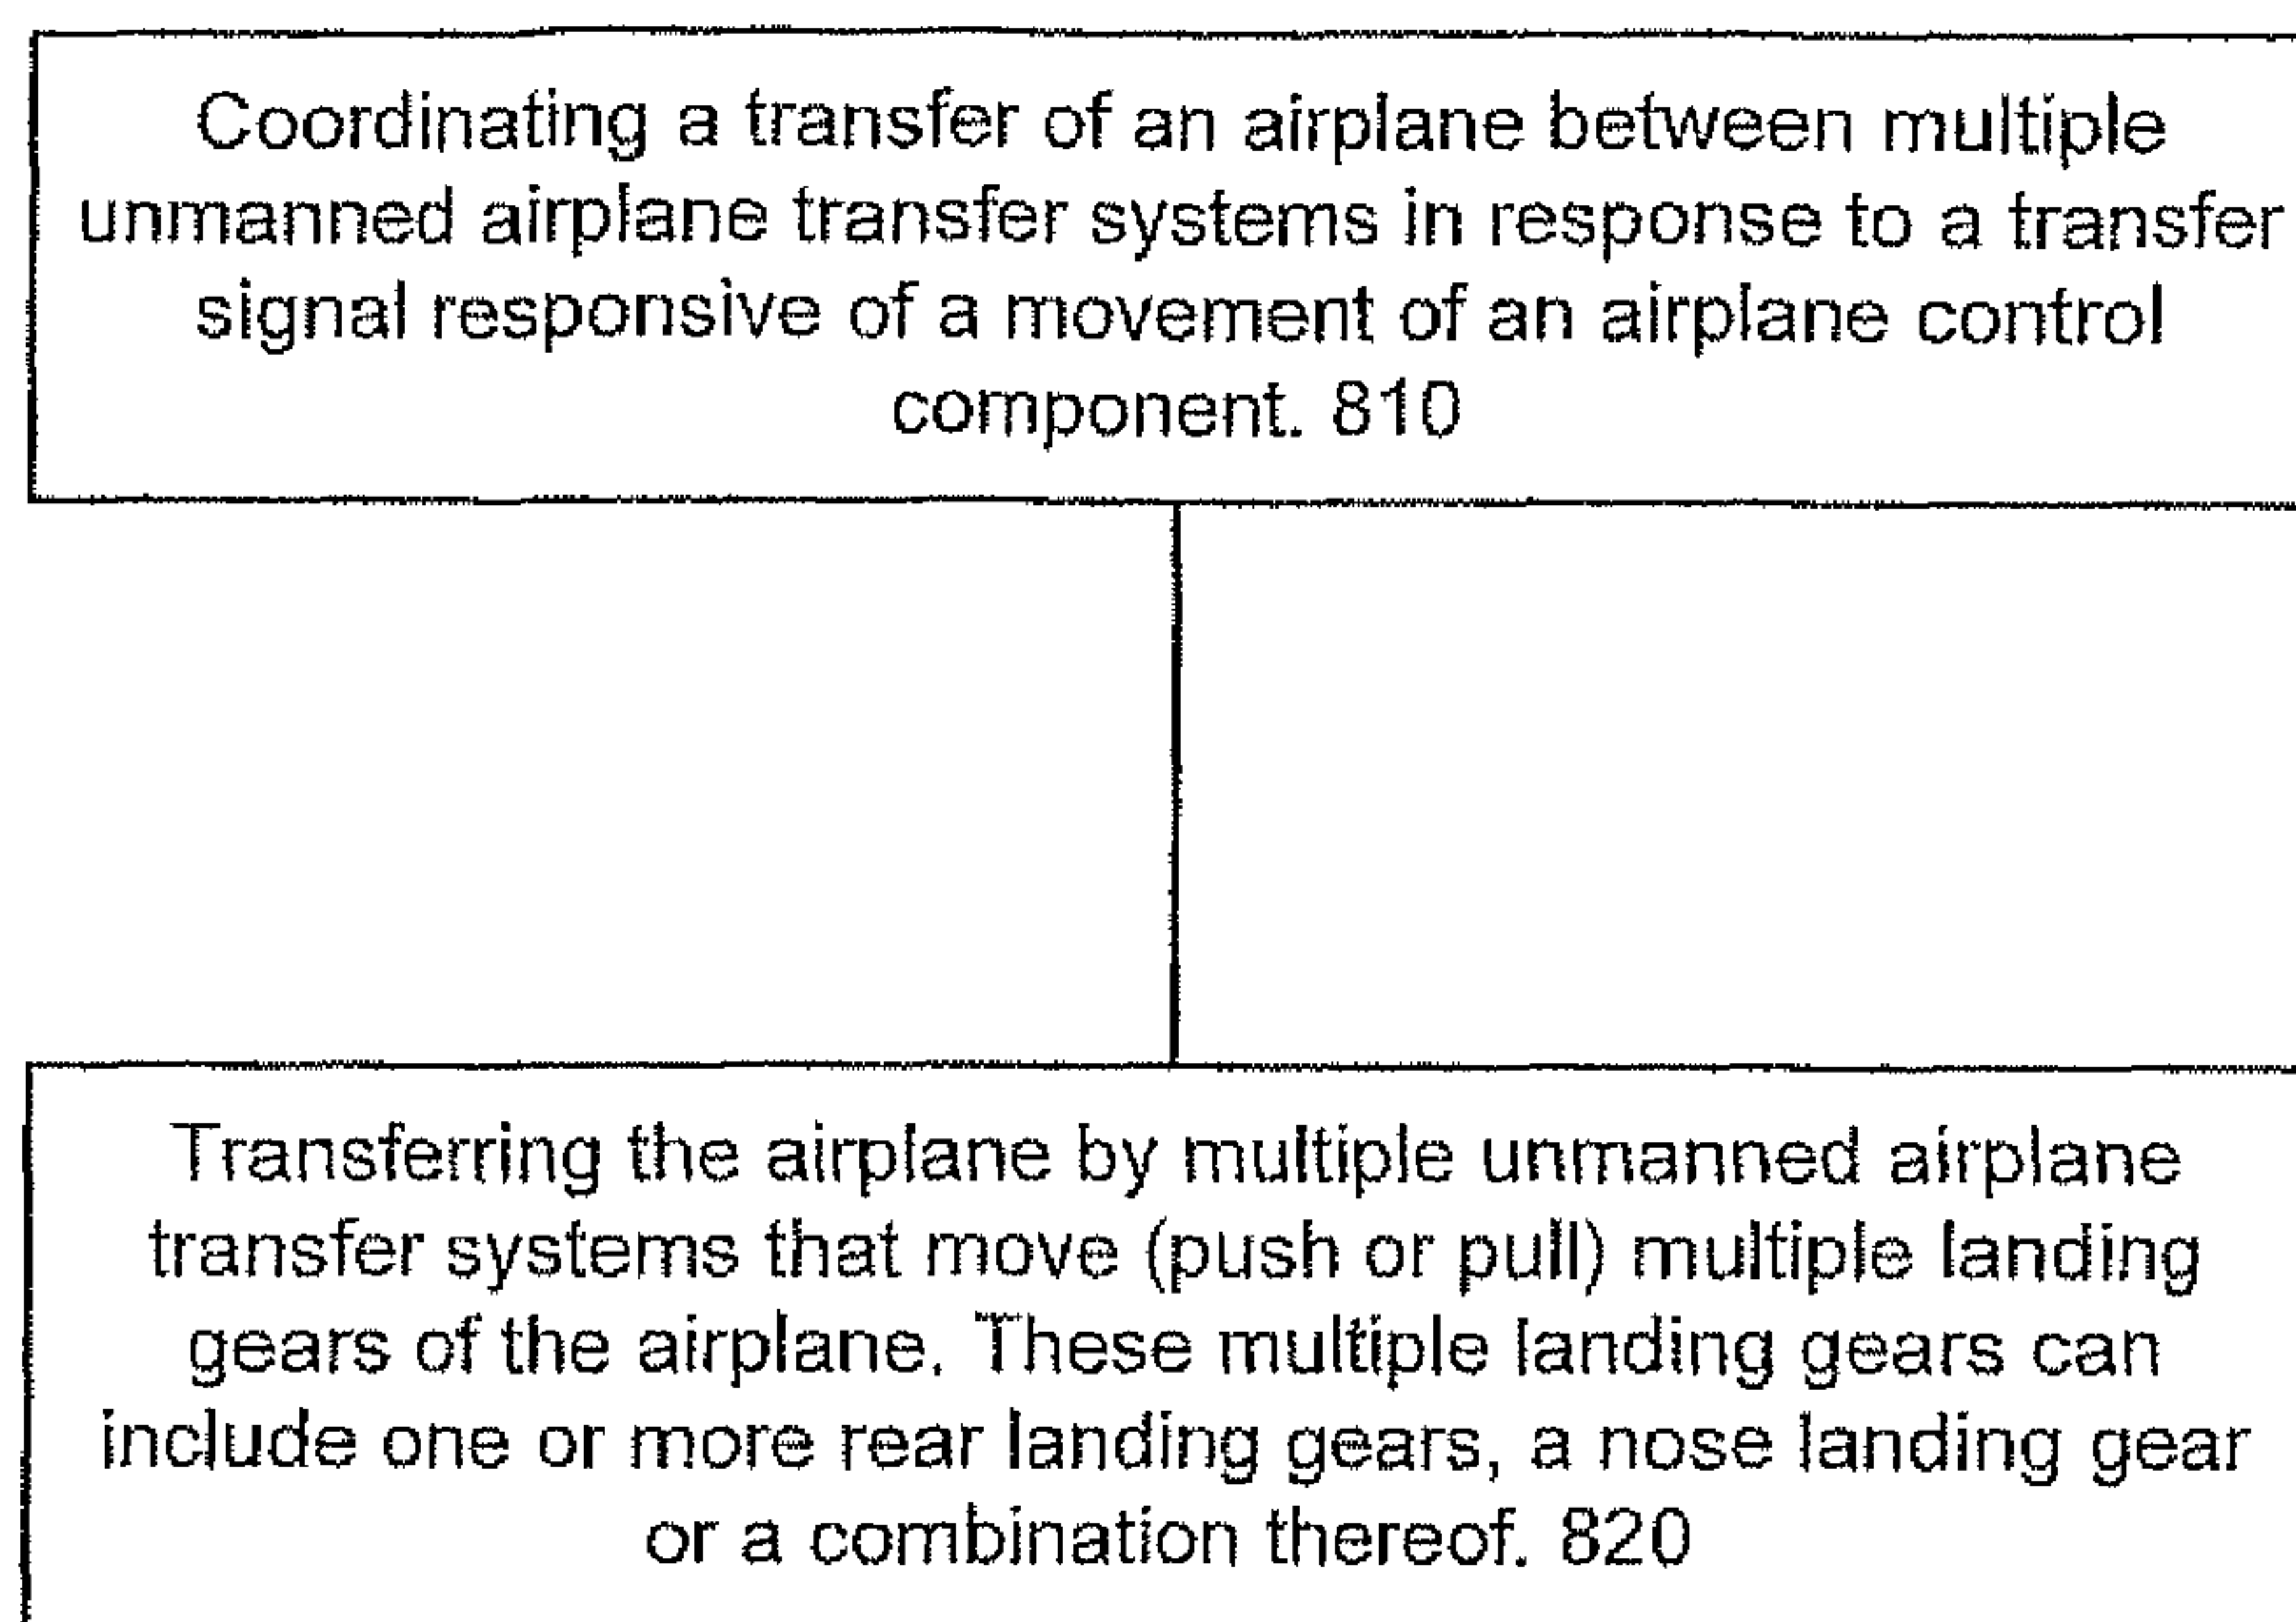 Coordinating a transfer of an airplane between multiple
unmanned airplane transfer systems in response to a transfer
signal responsive of a movement of an airplane control
component. 810
Transferring the airplane by multiple unmanned airplane
transfer systems that move (push or pull) multiple landing
gears of the airplane. These multiple landing gears can
include one or more rear landing gears, a nose landing gear
or a combination thereof. 820